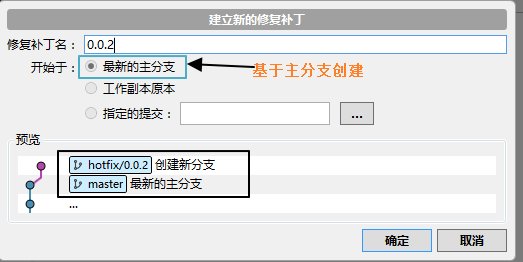 建立新的修复补丁
修复补丁名： 0.0.2
开始于： 最新的主分支
基于主分支创建
工作副本原本
指定的提交： ...
预览
hotfix/0.0.2 创建新分支
master 最新的主分支
...
确定 取消